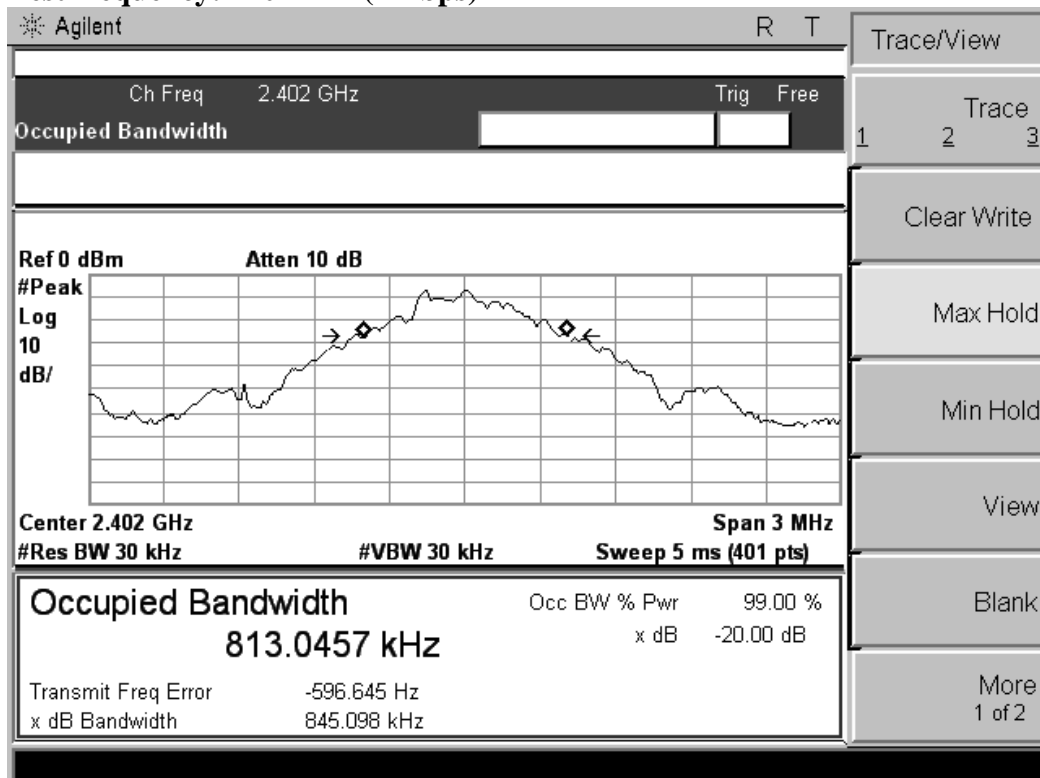 Agilent R T
Trace/View
Ch Freq 2.402 GHz Trig Free
Occupied Bandwidth
Trace
1 2 3
Clear Write
Max Hold
Min Hold
View
Blank
More
1 of 2
Ref 0 dBm Atten 10 dB
#Peak
Log
10
dB/
Center 2.402 GHz Span 3 MHz
#Res BW 30 kHz #VBW 30 kHz Sweep 5 ms (401 pts)
Occupied Bandwidth
813.0457 kHz
Occ BW % Pwr 99.00 %
x dB -20.00 dB
Transmit Freq Error -596.645 Hz
x dB Bandwidth 845.098 kHz